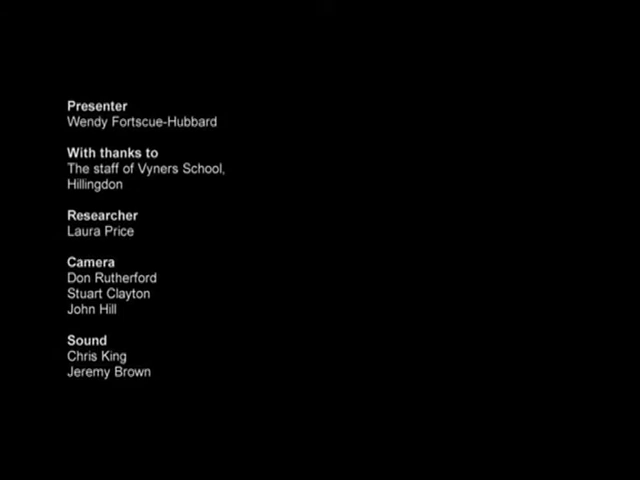 Presenter
Wendy Fortscue-Hubbard
With thanks to
The staff of Vyners School,
Hillingdon
Researcher
Laura Price
Camera
Don Rutherford
Stuart Clayton
John Hill
Sound
Chris King
Jeremy Brown